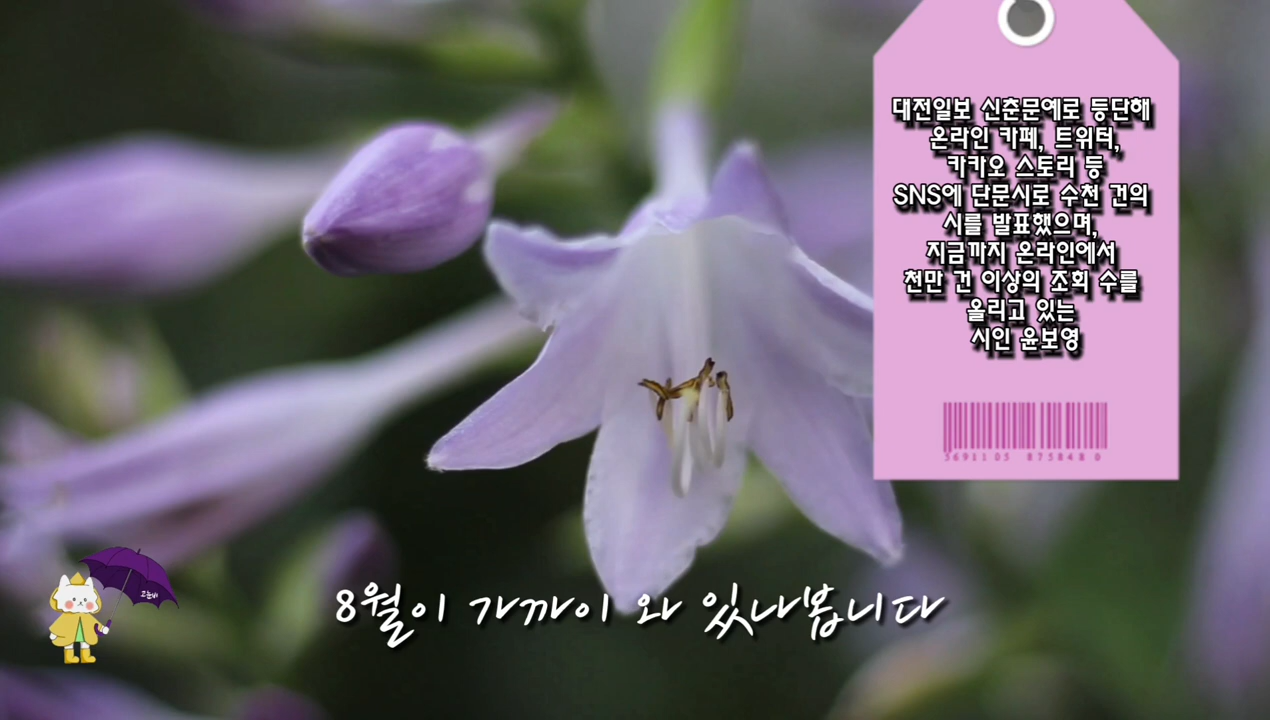 대전일보 신춘문예로 등단해
온라인 카페, 트위터,
카카오 스토리 등
SNS에 단문시로 수천 건의
시를 발표했으며,
지금까지 온라인에서
천만 건 이상의 조회 수를
올리고 있는
시인 윤보영
8월이 가까이 와 있나봅니다